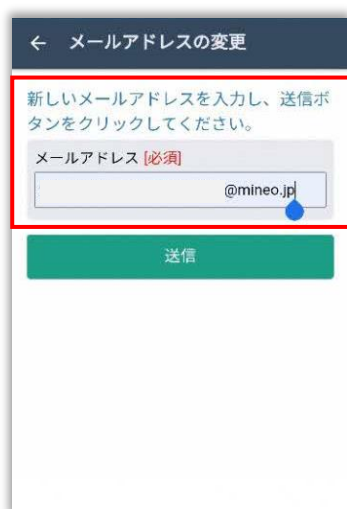 ← メールアドレスの変更
新しいメールアドレスを入力し、送信ボ
タンをクリックしてください。
メールアドレス [必須]
@mineo.jp
送信